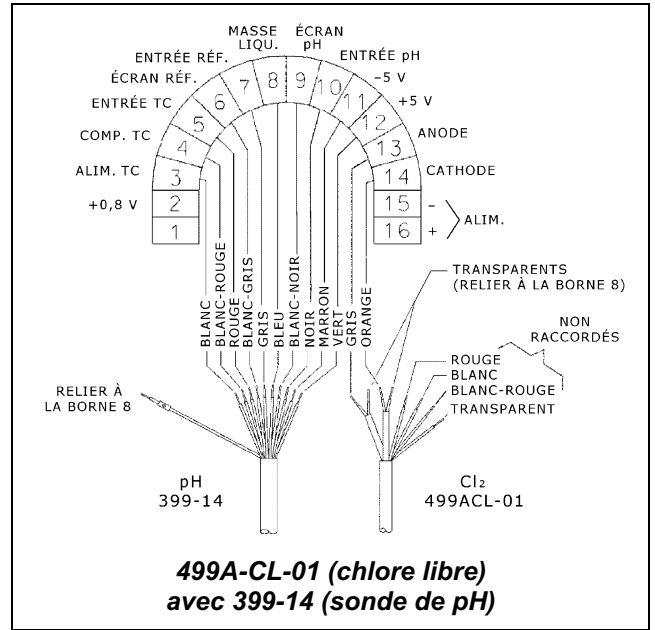 MASSE
LIQU.
ÉCRAN
pH
ENTRÉE RÉF.
ÉCRAN RÉF.
ENTRÉE TC
COMP. TC
ALIM. TC
+0,8 V
ENTRÉE pH
-5 V
+5 V
ANODE
CATHODE
-
+
ALIM.
1
2
3
4
5
6
7
8
9
10
11
12
13
14
15
16
BLANC
BLANC-ROUGE
ROUGE
BLANC-GRIS
GRIS
BLEU
BLANC-NOIR
NOIR
MARRON
VERT
GRIS
ORANGE
TRANSPARENTS
(RELIER À LA BORNE 8)
NON
RACCORDÉS
ROUGE
BLANC
BLANC-ROUGE
TRANSPARENT
RELIER À
LA BORNE 8
pH
399-14
Cl₂
499ACL-01
499A-CL-01 (chlore libre)
avec 399-14 (sonde de pH)